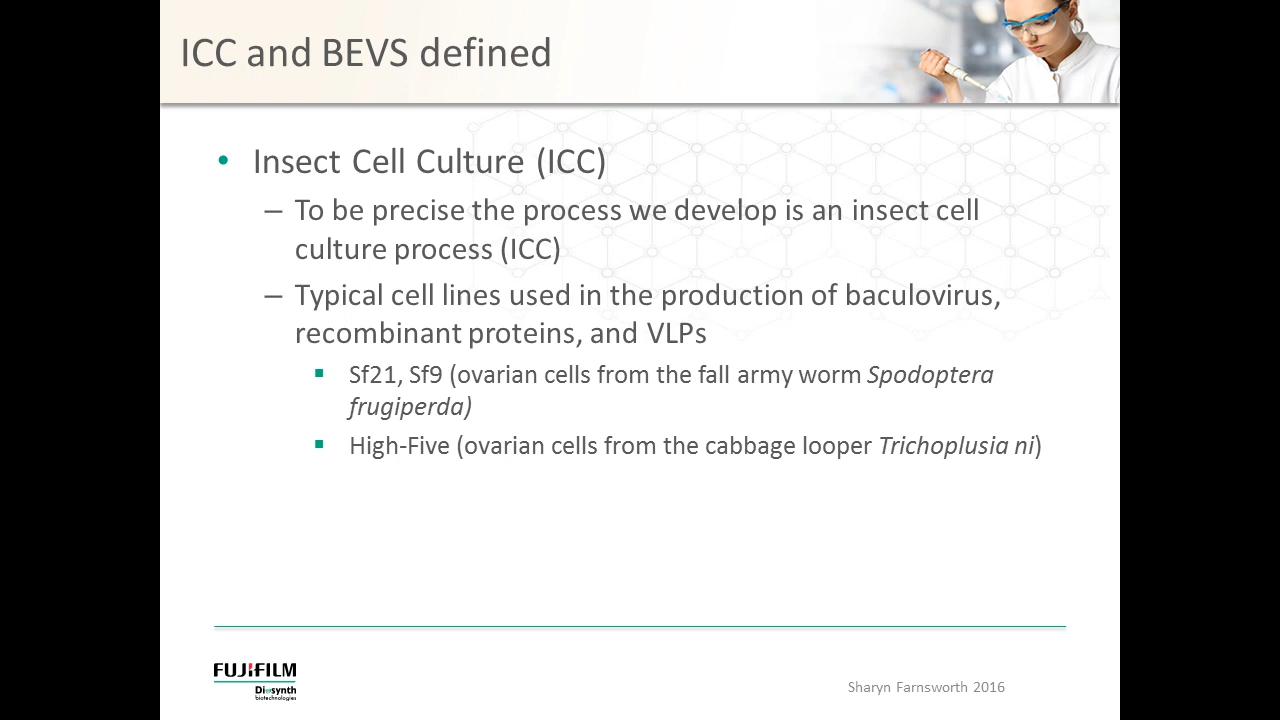 ICC and BEVS defined
• Insect Cell Culture (ICC)
– To be precise the process we develop is an insect cell
culture process (ICC)
– Typical cell lines used in the production of baculovirus,
recombinant proteins, and VLPs
▪ Sf21, Sf9 (ovarian cells from the fall army worm Spodoptera
frugiperda)
▪ High-Five (ovarian cells from the cabbage looper Trichoplusia ni)
FUJIFILM
Diosynth
biotechnologies
Sharyn Farnsworth 2016